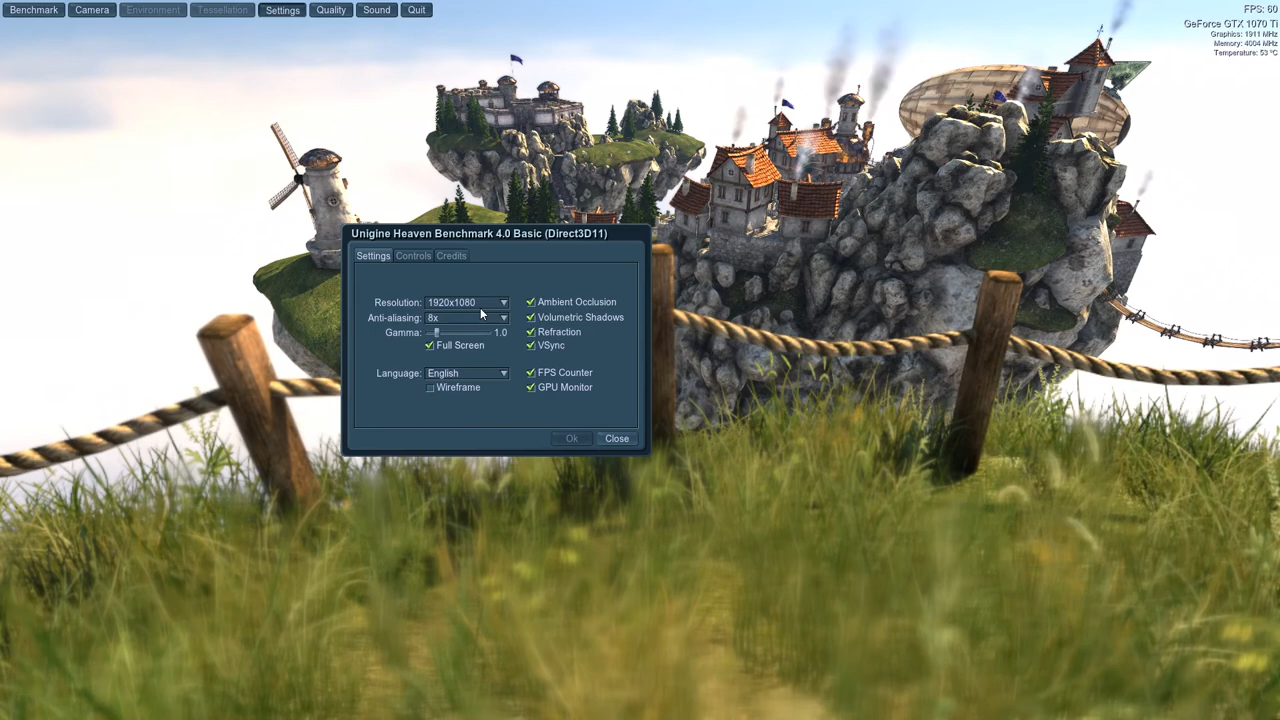 Benchmark Camera Environment Tessellation Settings Quality Sound Quit
FPS: 60
GeForce GTX 1070 Ti
Graphics: 1911 MHz
Memory: 4004 MHz
Temperature: 53 °C
Unigine Heaven Benchmark 4.0 Basic (Direct3D11)
Settings Controls Credits
Resolution: 1920x1080 Ambient Occlusion
Anti-aliasing: 8x Volumetric Shadows
Gamma: 1.0 Refraction
Full Screen VSync
Language: English FPS Counter
Wireframe GPU Monitor
Ok Close